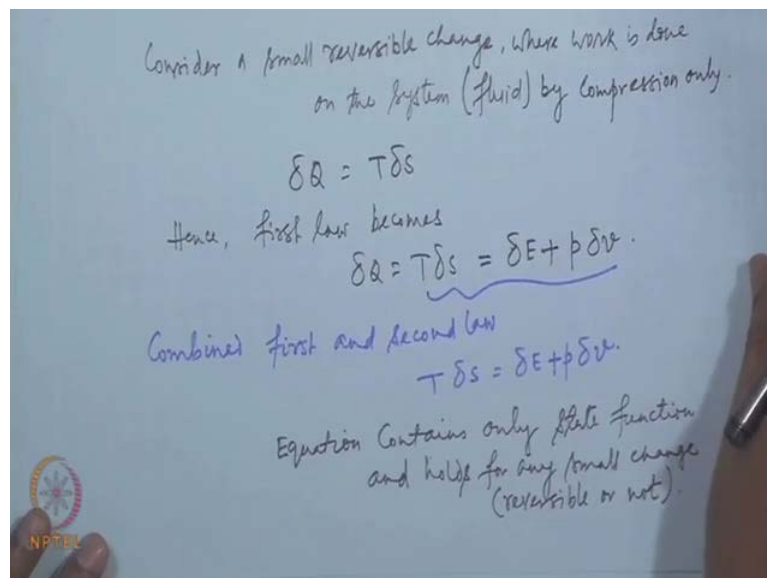 Consider a small reversible change, where work is done
on the system (fluid) by compression only.
δQ = TδS
Hence, first law becomes
δQ = TδS = δE + pδv.
Combined first and second law
TδS = δE + pδv.
Equation contains only state function
and holds for any small change
(reversible or not).
NPTEL